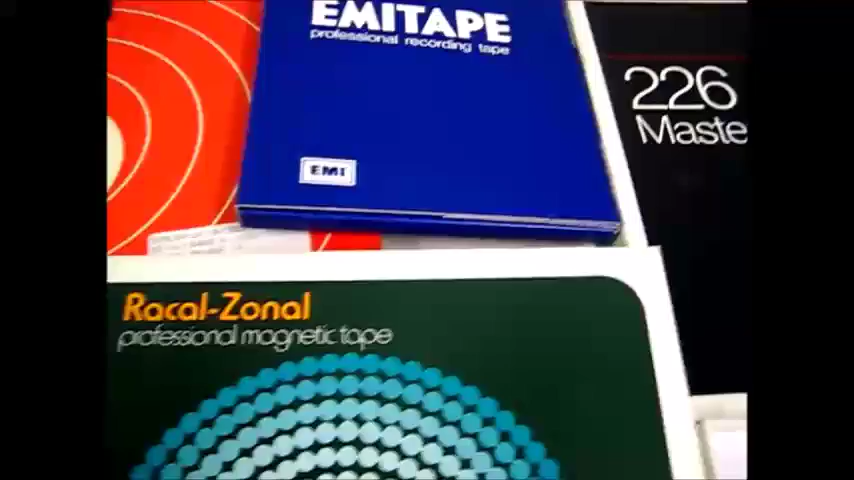 EMITAPE
professional recording tape
226
Maste
EMI
Racal-Zonal
professional magnetic tape